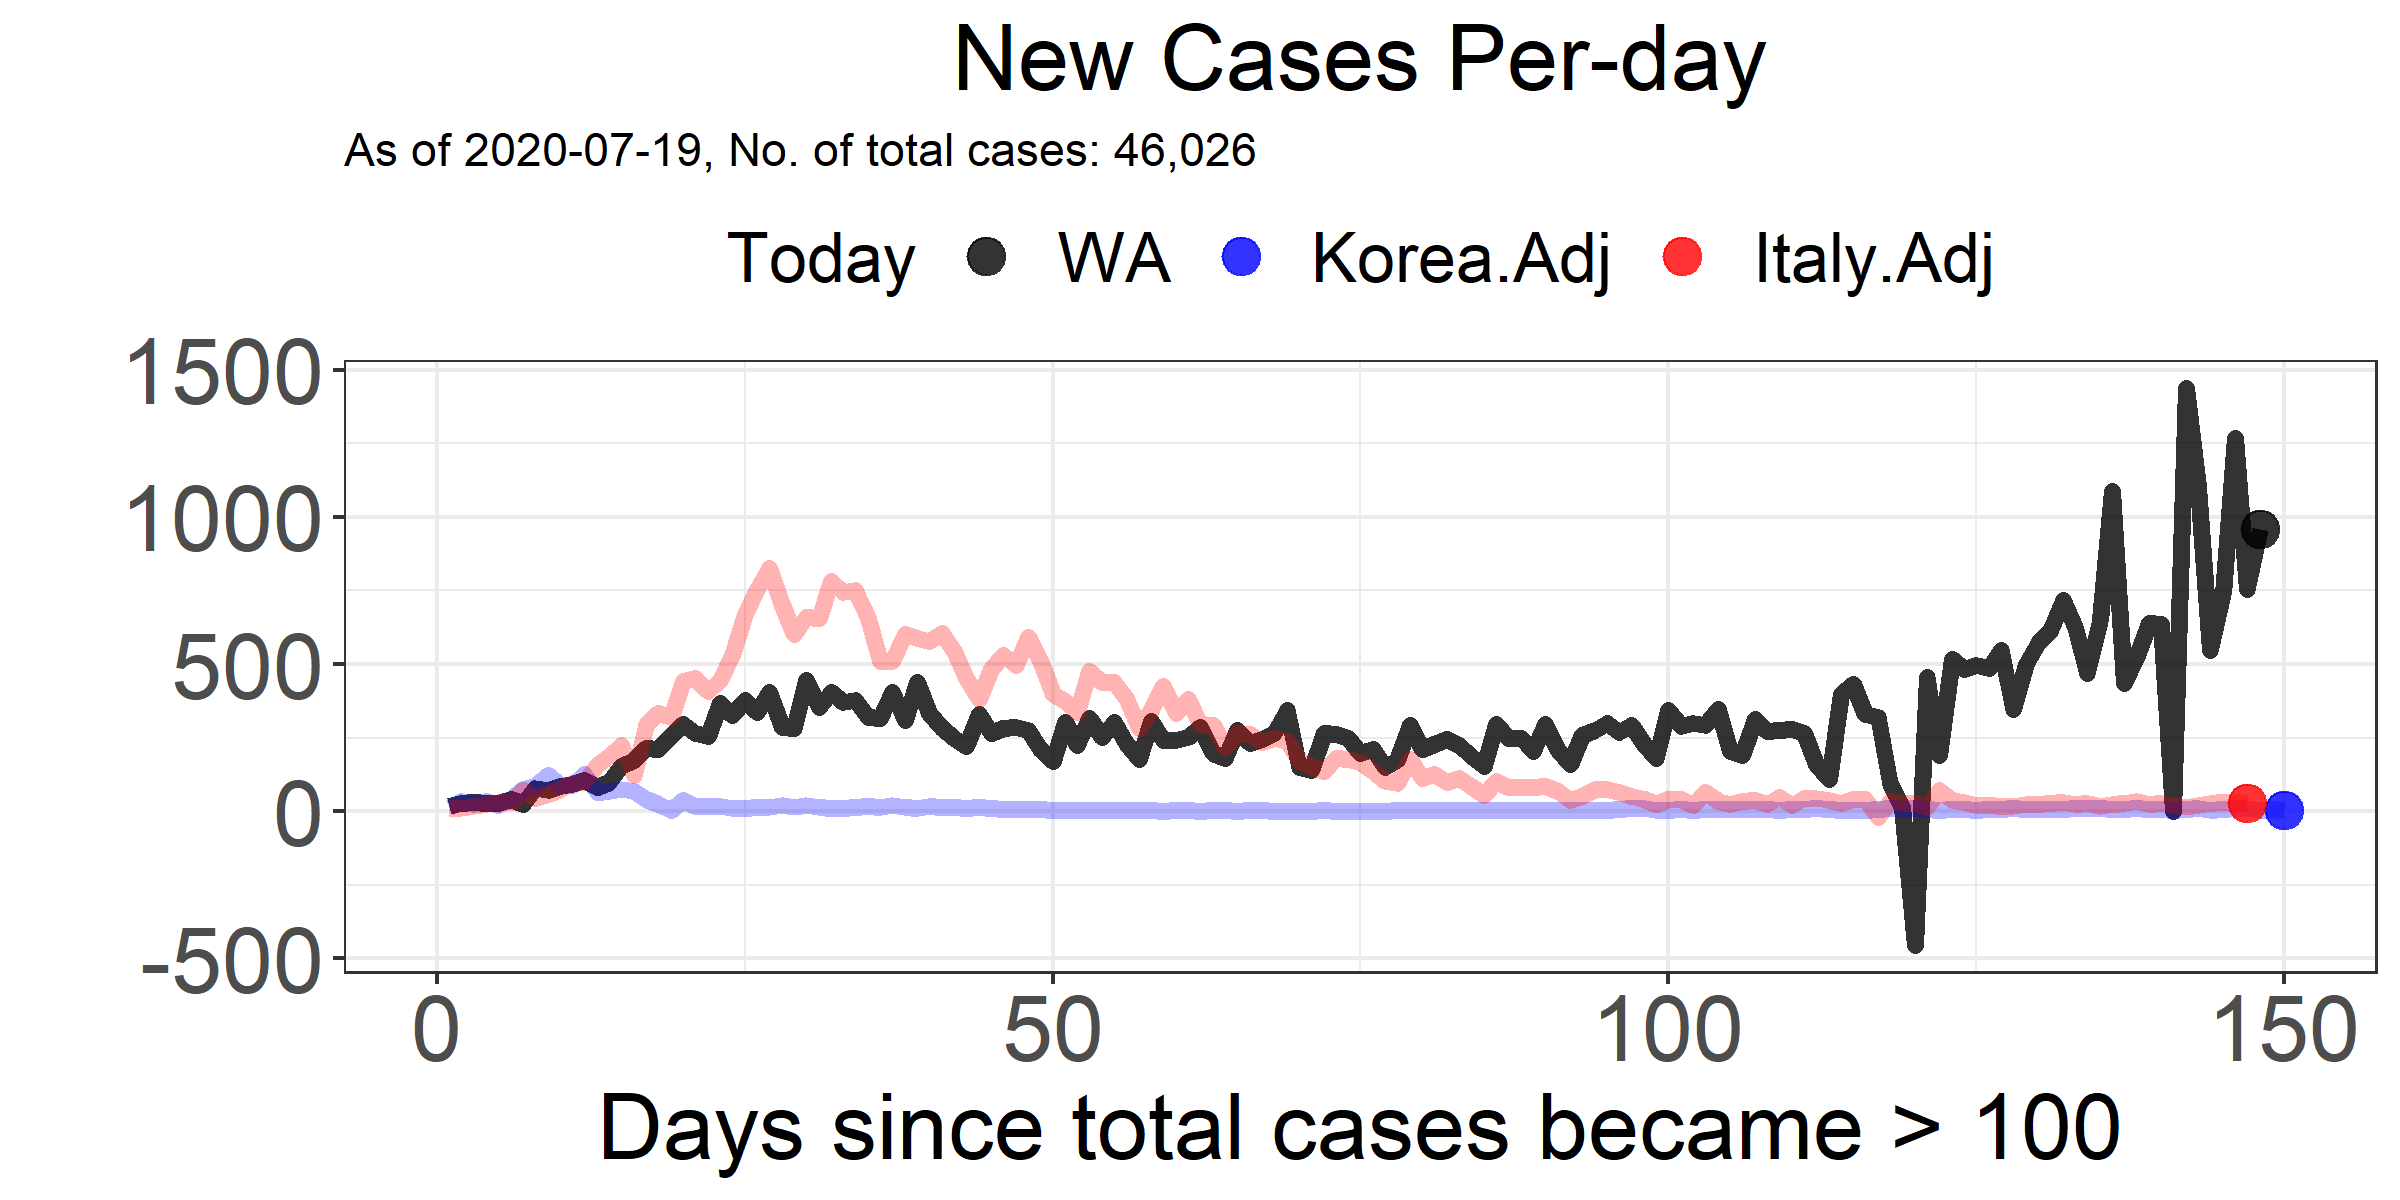 New Cases Per-day
As of 2020-07-19, No. of total cases: 46,026
Today WA Korea.Adj Italy.Adj
1500
1000
500
0
-500
0 50 100 150
Days since total cases became > 100